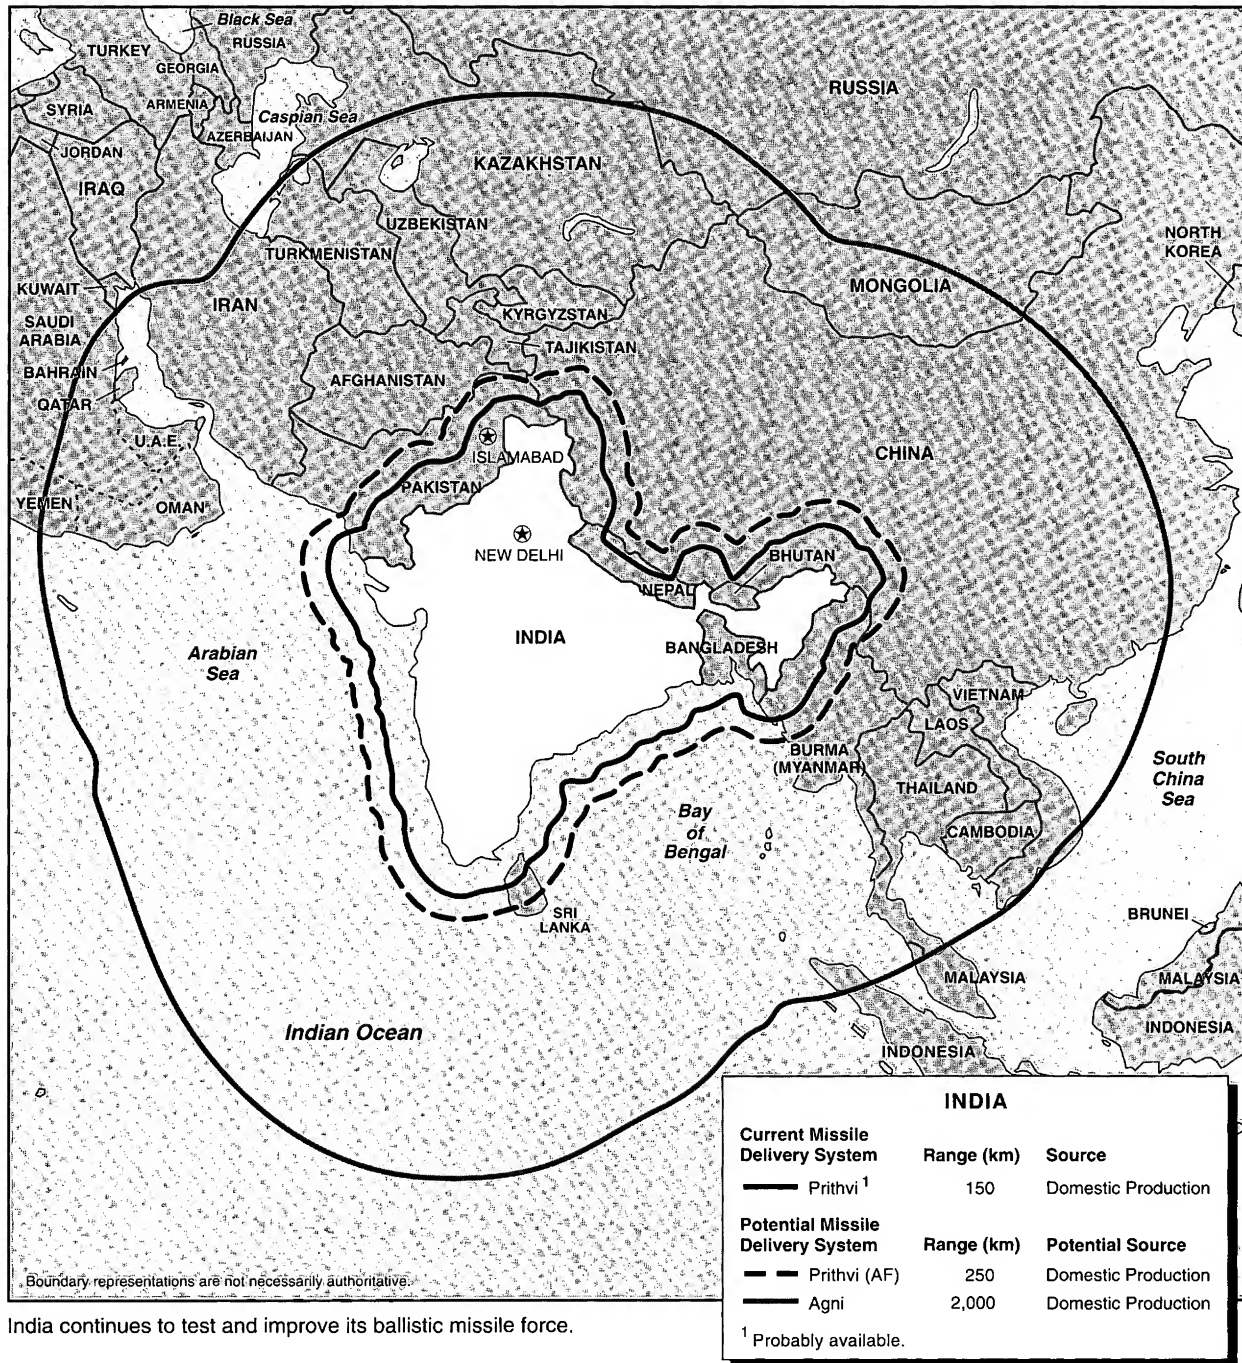 Black Sea
RUSSIA
TURKEY
GEORGIA
RUSSIA
SYRIA
ARMENIA
Caspian Sea
AZERBAIJAN
JORDAN
KAZAKHSTAN
IRAQ
UZBEKISTAN
NORTH
KOREA
TURKMENISTAN
KUWAIT
IRAN
MONGOLIA
KYRGYZSTAN
SAUDI
ARABIA
TAJIKISTAN
BAHRAIN
AFGHANISTAN
QATAR
U.A.E.
ISLAMABAD
CHINA
PAKISTAN
YEMEN
OMAN
NEW DELHI
BHUTAN
NEPAL
INDIA
BANGLADESH
Arabian
Sea
VIETNAM
LAOS
BURMA
(MYANMAR)
South
China
Sea
THAILAND
Bay
of
Bengal
CAMBODIA
SRI
LANKA
BRUNEI
MALAYSIA
MALAYSIA
INDONESIA
Indian Ocean
INDONESIA
INDIA
Current Missile
Delivery System Range (km) Source
Prithvi 1 150 Domestic Production
Potential Missile
Delivery System Range (km) Potential Source
Prithvi (AF) 250 Domestic Production
Agni 2,000 Domestic Production
1 Probably available.
Boundary representations are not necessarily authoritative.
India continues to test and improve its ballistic missile force.